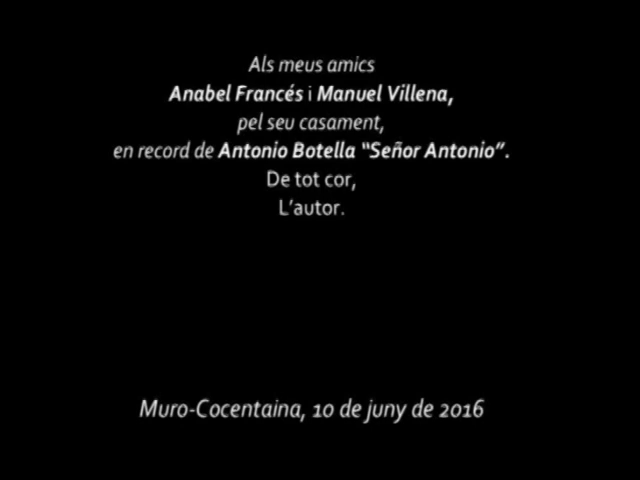 Als meus amics
Anabel Francés i Manuel Villena,
pel seu casament,
en record de Antonio Botella “Señor Antonio”.
De tot cor,
L’autor.
Muro-Cocentaina, 10 de juny de 2016